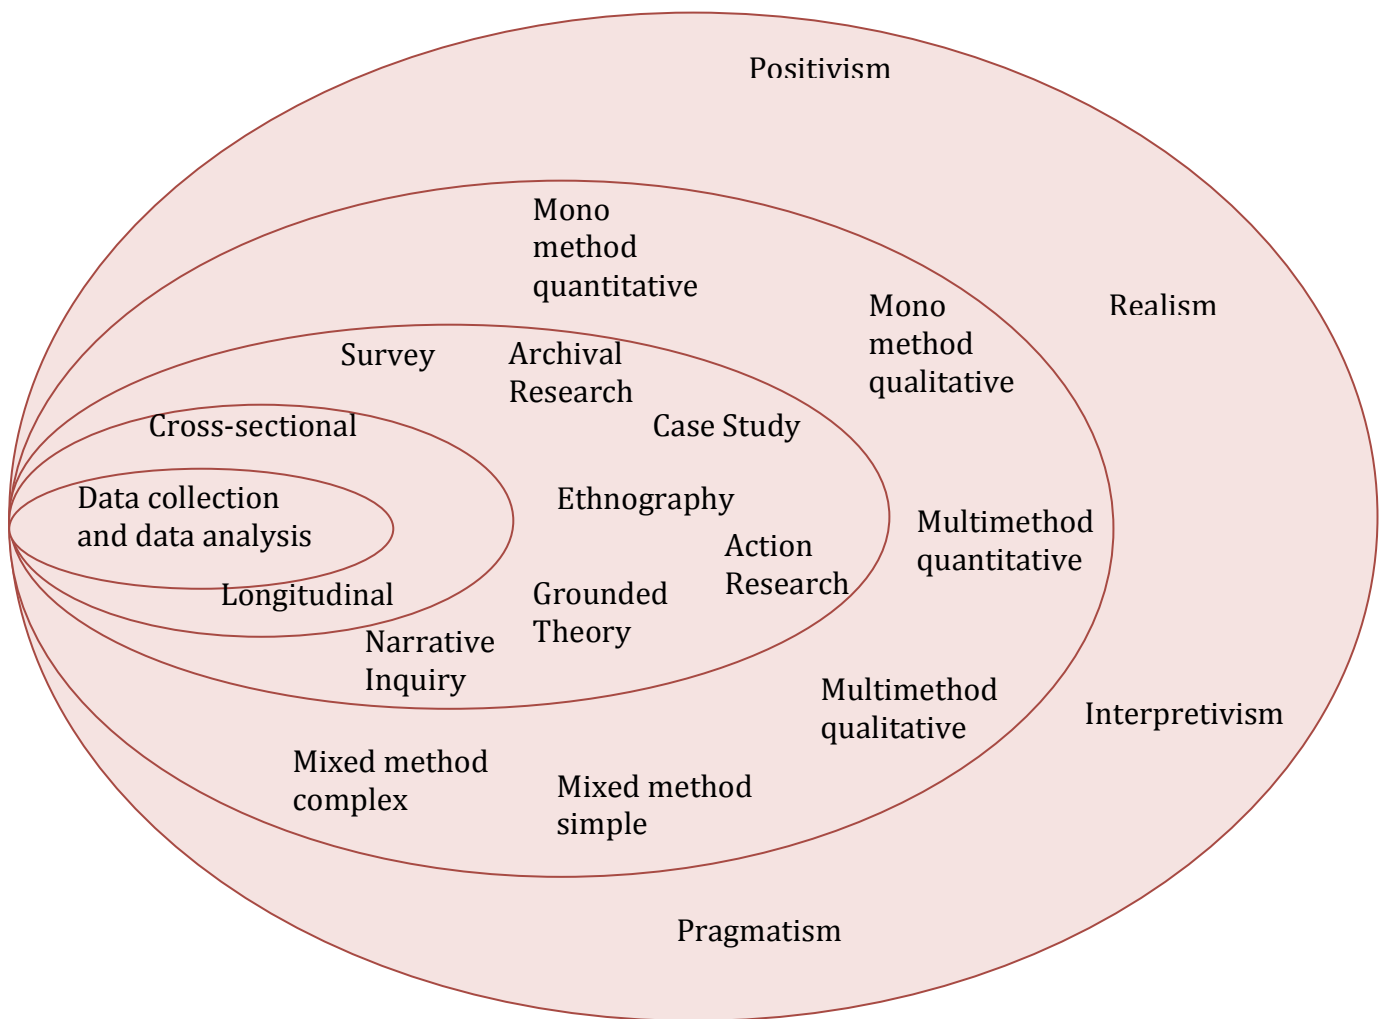 Positivism
Mono
method
quantitative
Mono
method
qualitative
Realism
Survey
Archival
Research
Cross-sectional
Case Study
Data collection
and data analysis
Ethnography
Multimethod
quantitative
Action
Research
Longitudinal
Grounded
Theory
Narrative
Inquiry
Multimethod
qualitative
Interpretivism
Mixed method
complex
Mixed method
simple
Pragmatism